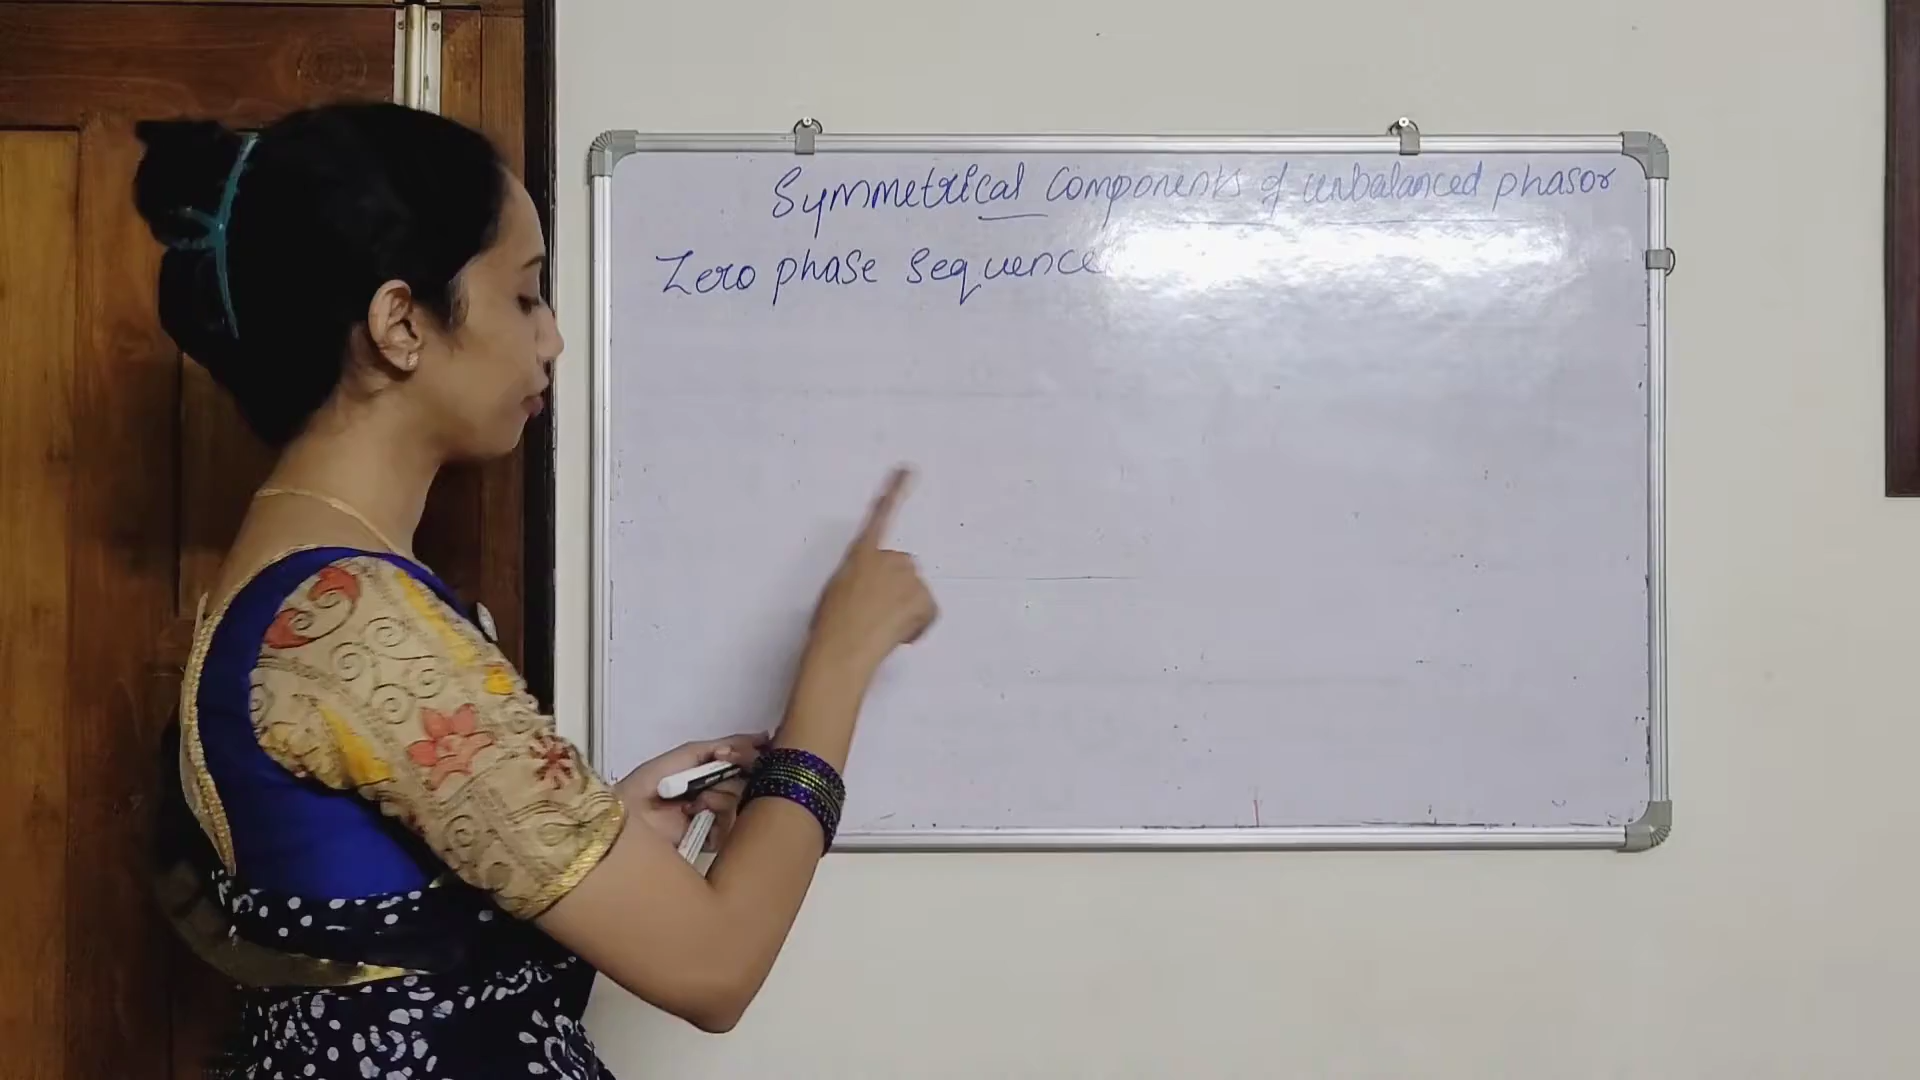 Symmetrical Components of unbalanced phasor
Zero phase sequence